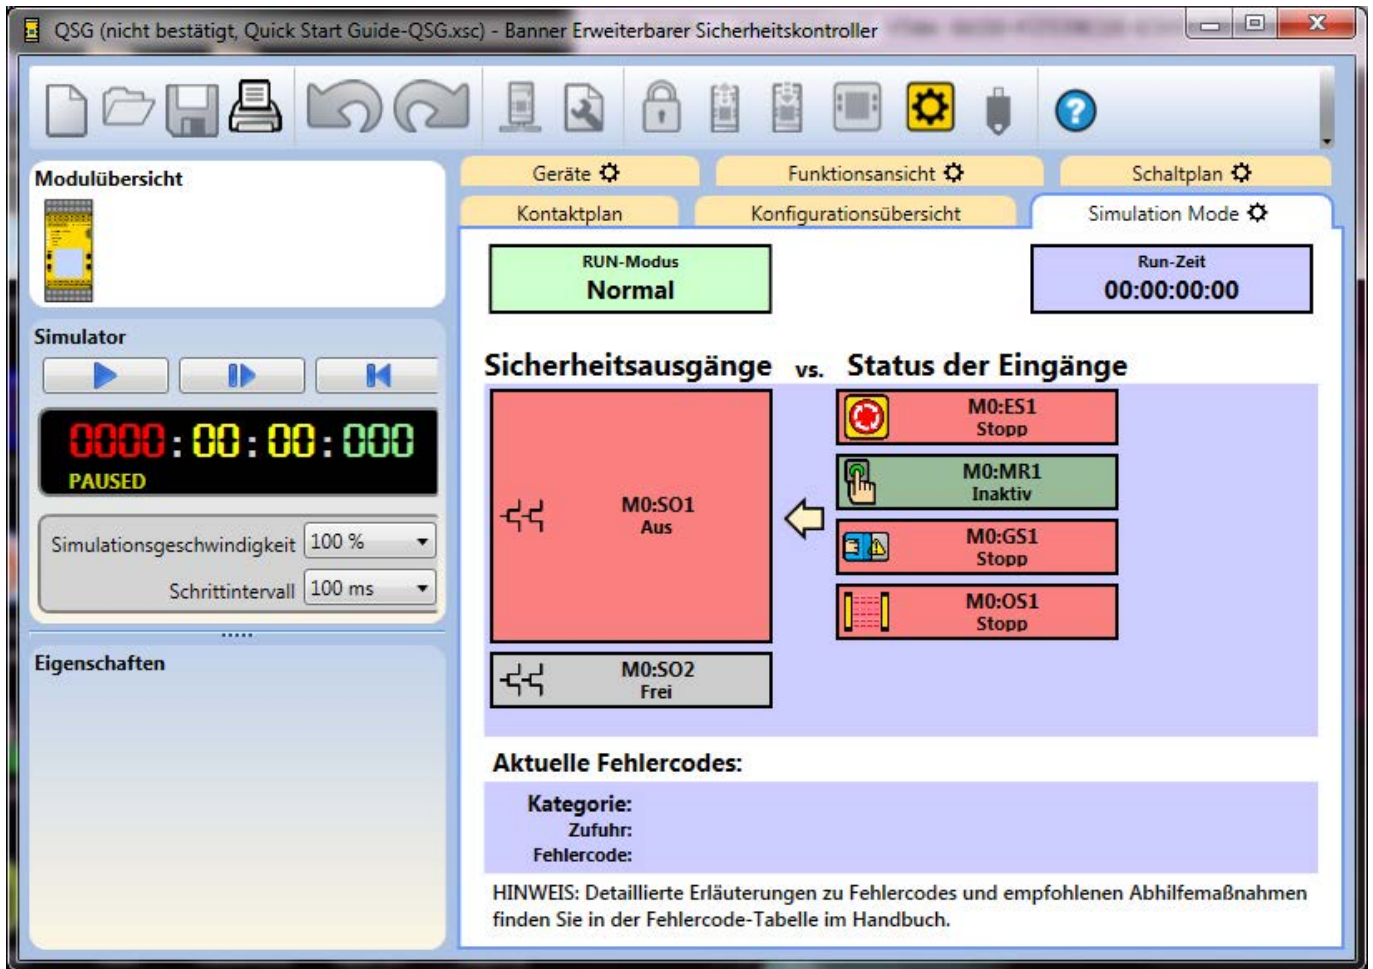 QSG (nicht bestätigt, Quick Start Guide-QSG.xsc) - Banner Erweiterbarer Sicherheitskontroller
Modulübersicht
Simulator
0000:00:00:000
PAUSED
Simulationsgeschwindigkeit 100 %
Schrittintervall 100 ms
Eigenschaften
Geräte Funktionsansicht Schaltplan
Kontaktplan Konfigurationsübersicht Simulation Mode
RUN-Modus
Normal
Run-Zeit
00:00:00:00
Sicherheitsausgänge vs. Status der Eingänge
M0:SO1
Aus
M0:SO2
Frei
M0:ES1
Stopp
M0:MR1
Inaktiv
M0:GS1
Stopp
M0:OS1
Stopp
Aktuelle Fehlercodes:
Kategorie:
Zufuhr:
Fehlercode:
HINWEIS: Detaillierte Erläuterungen zu Fehlercodes und empfohlenen Abhilfemaßnahmen
finden Sie in der Fehlercode-Tabelle im Handbuch.